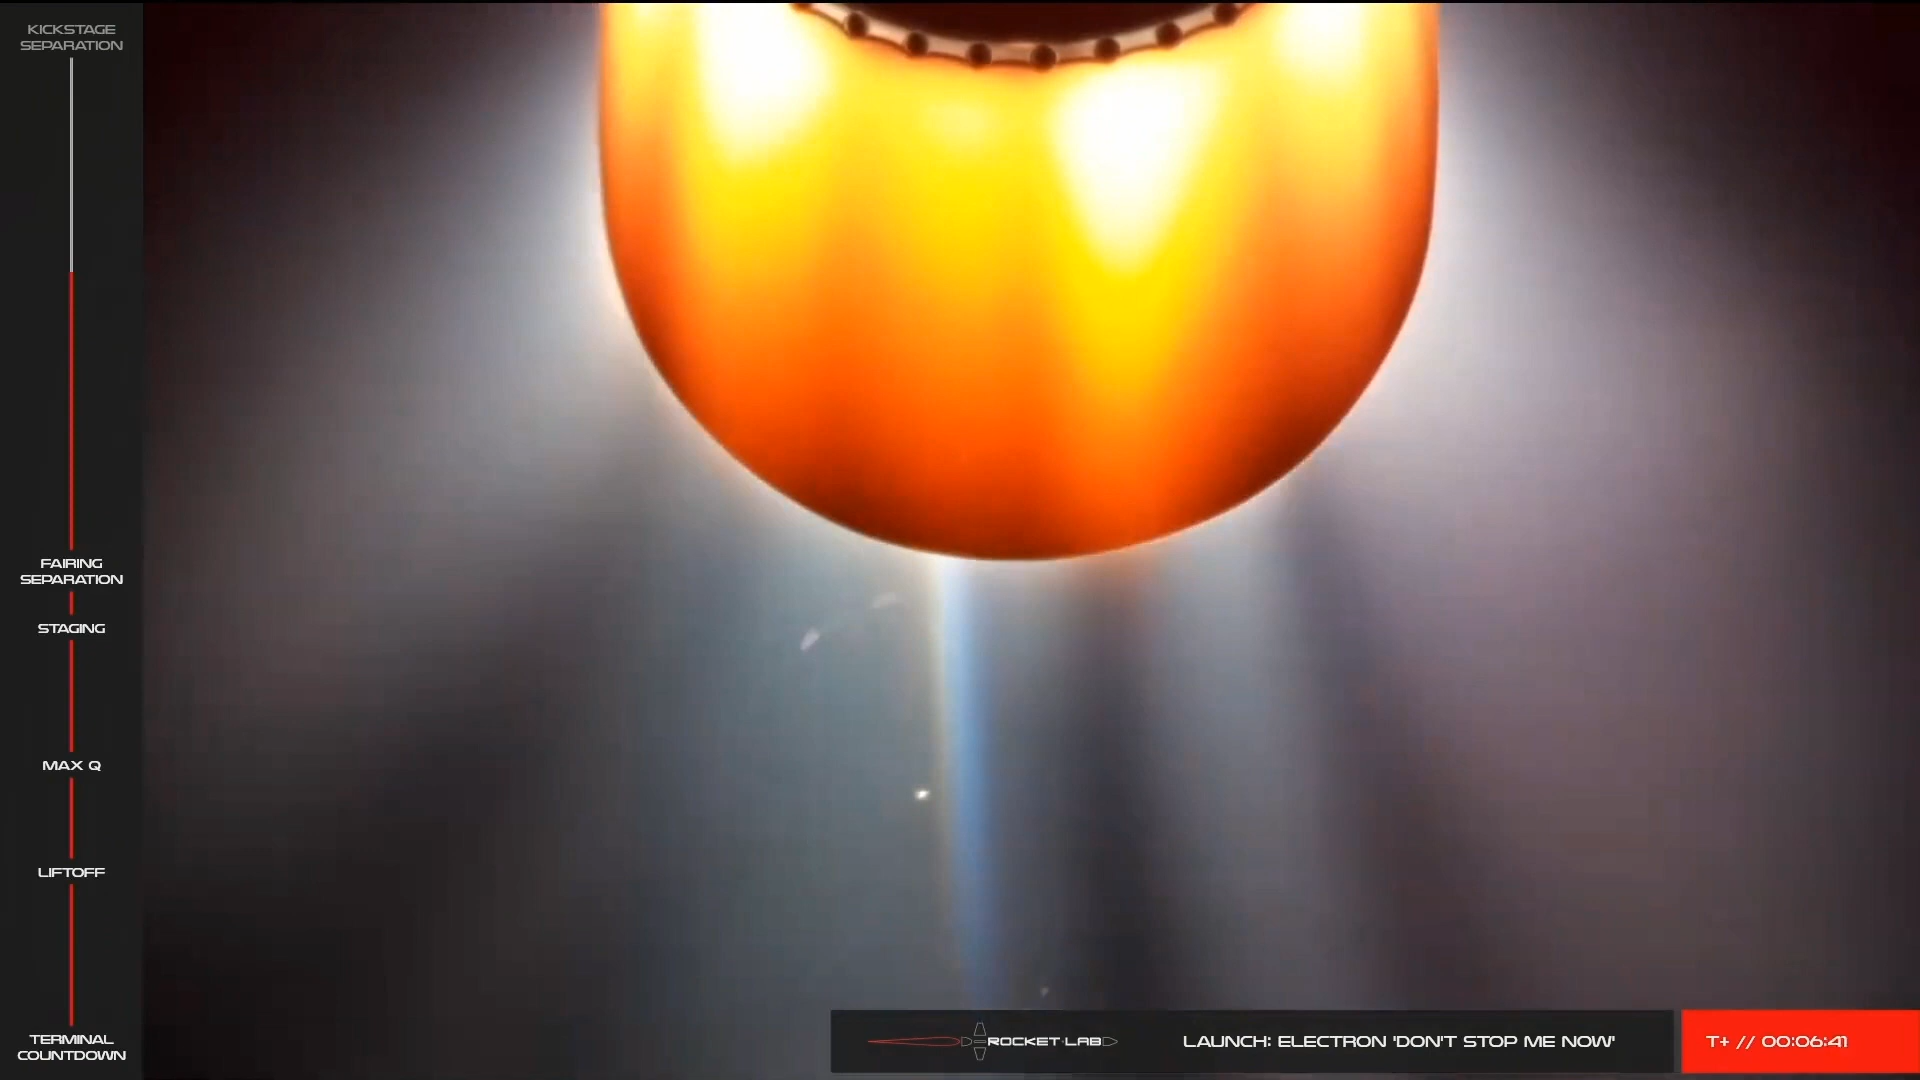 KICKSTAGE
SEPARATION
FAIRING
SEPARATION
STAGING
MAX Q
LIFTOFF
TERMINAL
COUNTDOWN
ROCKET LAB
LAUNCH: ELECTRON 'DON'T STOP ME NOW'
T+ // 00:06:41